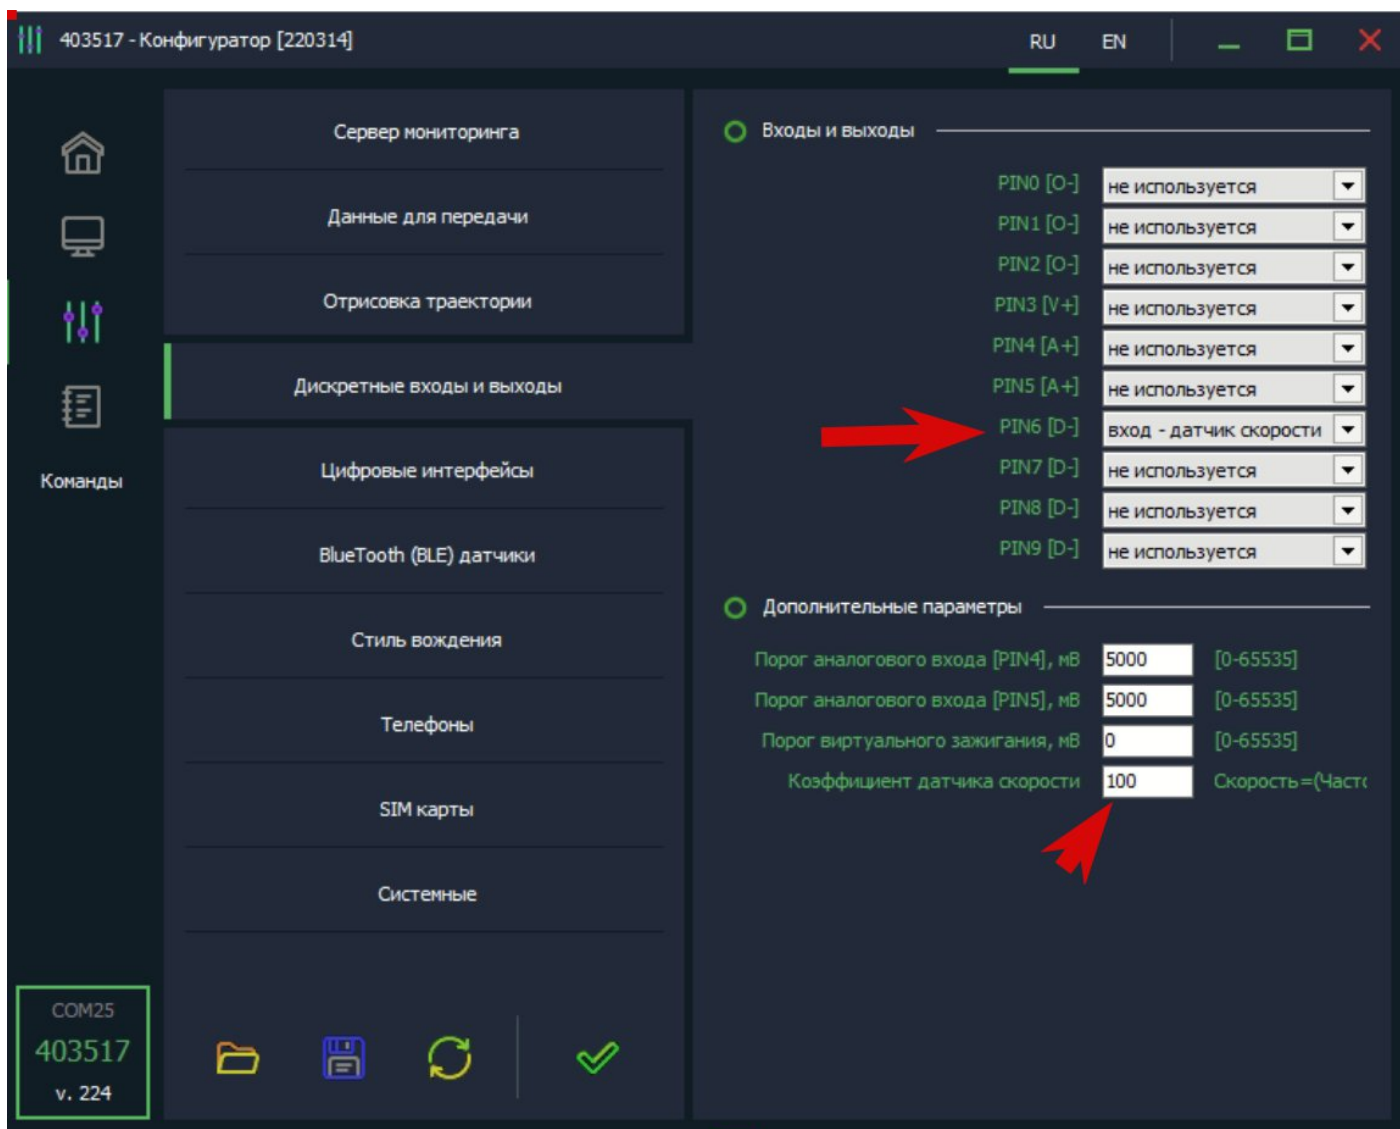 403517 - Конфигуратор [220314]
RU EN
Команды
COM25
403517
v. 224
Сервер мониторинга
Данные для передачи
Отрисовка траектории
Дискретные входы и выходы
Цифровые интерфейсы
BlueTooth (BLE) датчики
Стиль вождения
Телефоны
SIM карты
Системные
Входы и выходы
PIN0 [O-] не используется
PIN1 [O-] не используется
PIN2 [O-] не используется
PIN3 [V+] не используется
PIN4 [A+] не используется
PIN5 [A+] не используется
PIN6 [D-] вход - датчик скорости
PIN7 [D-] не используется
PIN8 [D-] не используется
PIN9 [D-] не используется
Дополнительные параметры
Порог аналогового входа [PIN4], мВ 5000 [0-65535]
Порог аналогового входа [PIN5], мВ 5000 [0-65535]
Порог виртуального зажигания, мВ 0 [0-65535]
Коэффициент датчика скорости 100 Скорость=(Часто